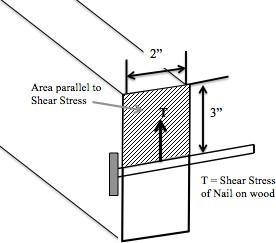 2”
Area parallel to
Shear Stress
T
3”
T = Shear Stress
of Nail on wood